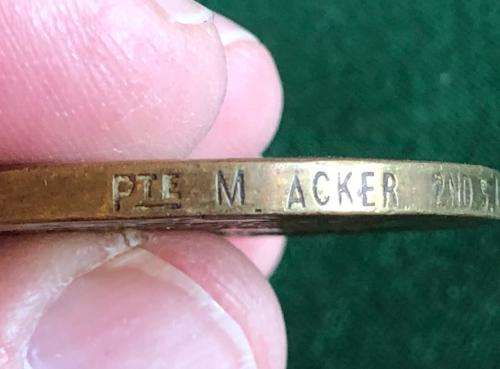 PTE M. ACKER 2ND